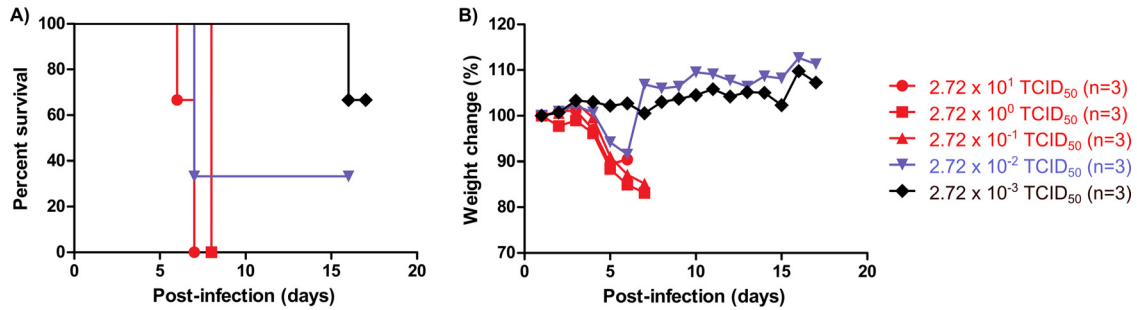 A)
Percent survival
100
80
60
40
20
0
0 5 10 15 20
Post-infection (days)
B)
Weight change (%)
120
110
100
90
80
70
0 5 10 15 20
Post-infection (days)
2.72 x 10¹ TCID₅₀ (n=3)
2.72 x 10⁰ TCID₅₀ (n=3)
2.72 x 10⁻¹ TCID₅₀ (n=3)
2.72 x 10⁻² TCID₅₀ (n=3)
2.72 x 10⁻³ TCID₅₀ (n=3)